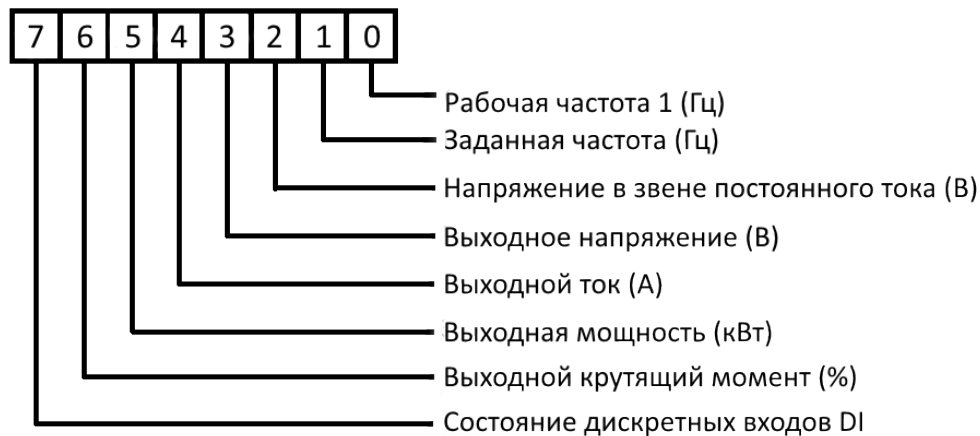 7 6 5 4 3 2 1 0
Рабочая частота 1 (Гц)
Заданная частота (Гц)
Напряжение в звене постоянного тока (В)
Выходное напряжение (В)
Выходной ток (А)
Выходная мощность (кВт)
Выходной крутящий момент (%)
Состояние дискретных входов DI